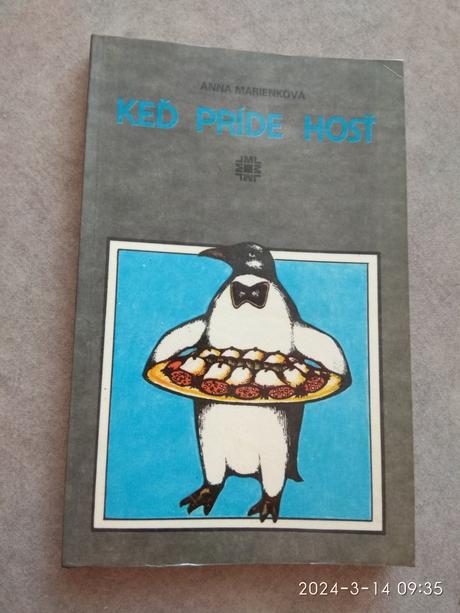 ANNA MARIENKOVÁ
KEĎ PRÍDE HOSŤ
2024-3-14 09:35